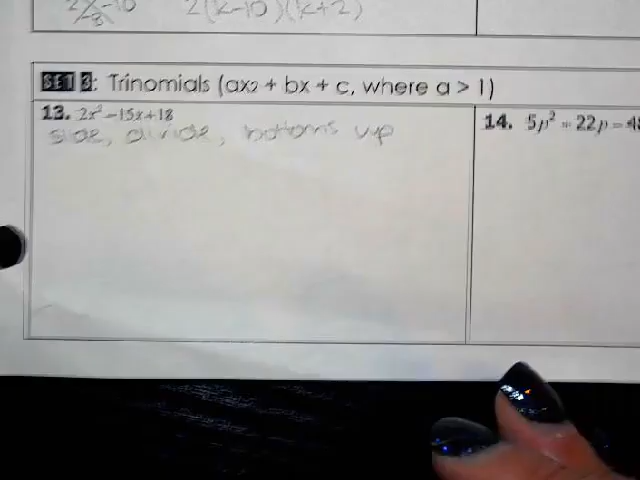 2(k-10)(k+2)
SET 3: Trinomials (ax2 + bx + c, where a > 1)
13. 2x² - 15x + 18
slide, divide, bottoms up
14. 5p² - 22p - 48